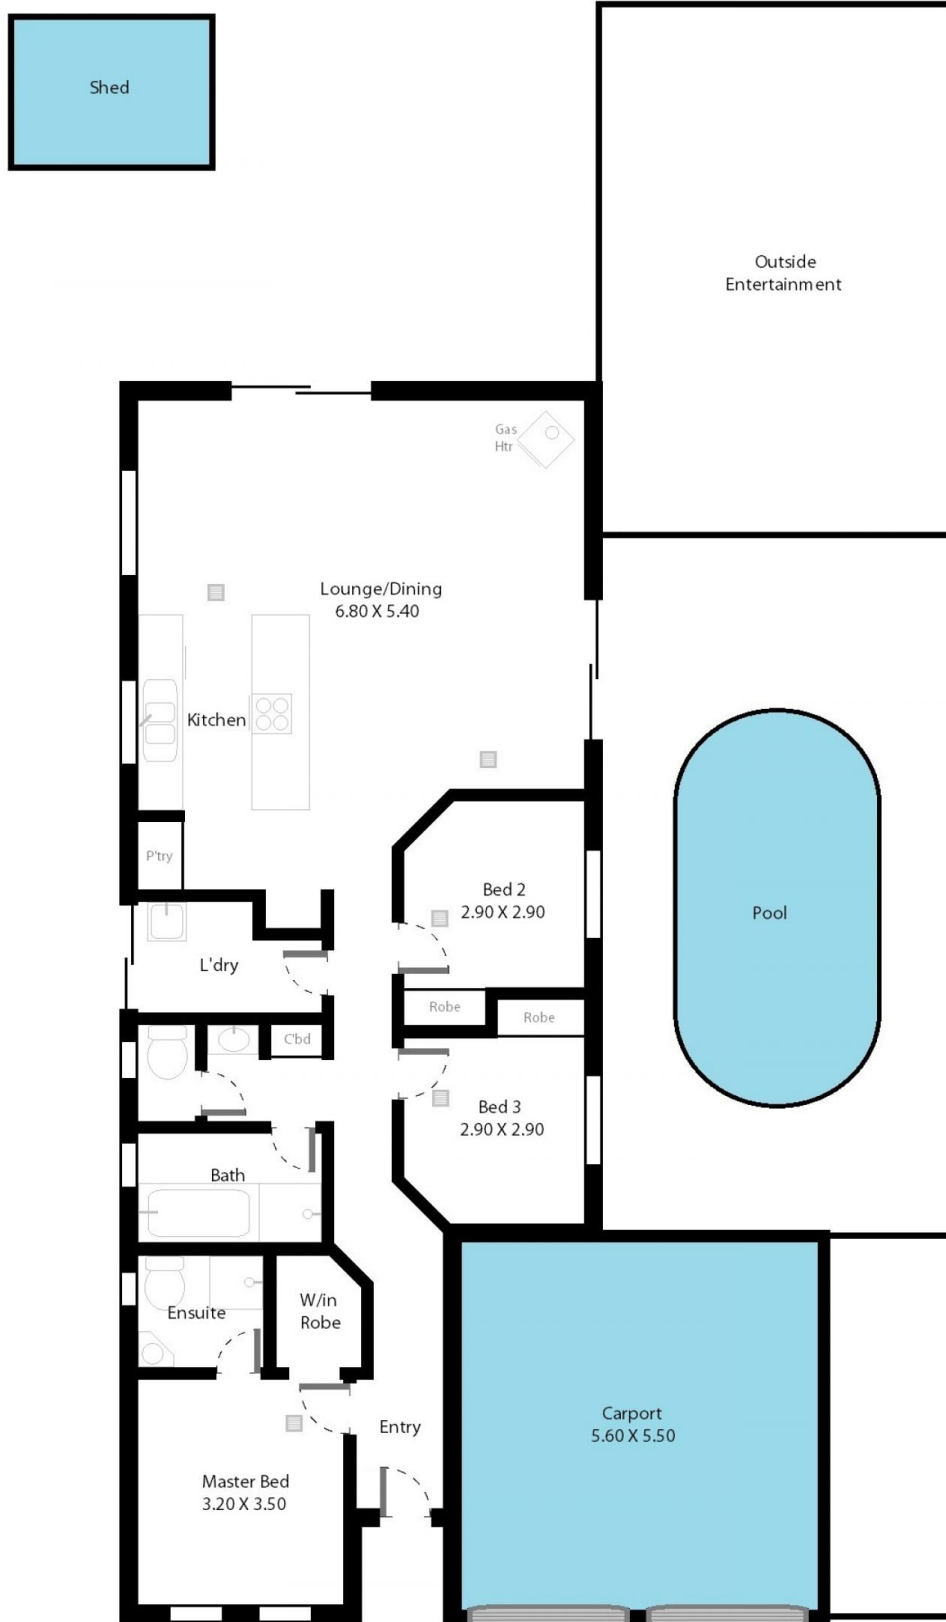 Shed
Outside
Entertainment
Gas
Htr
Lounge/Dining
6.80 X 5.40
Kitchen
P'try
Bed 2
2.90 X 2.90
Pool
L'dry
Robe
Robe
C'bd
Bed 3
2.90 X 2.90
Bath
W/in
Robe
Ensuite
Carport
5.60 X 5.50
Entry
Master Bed
3.20 X 3.50